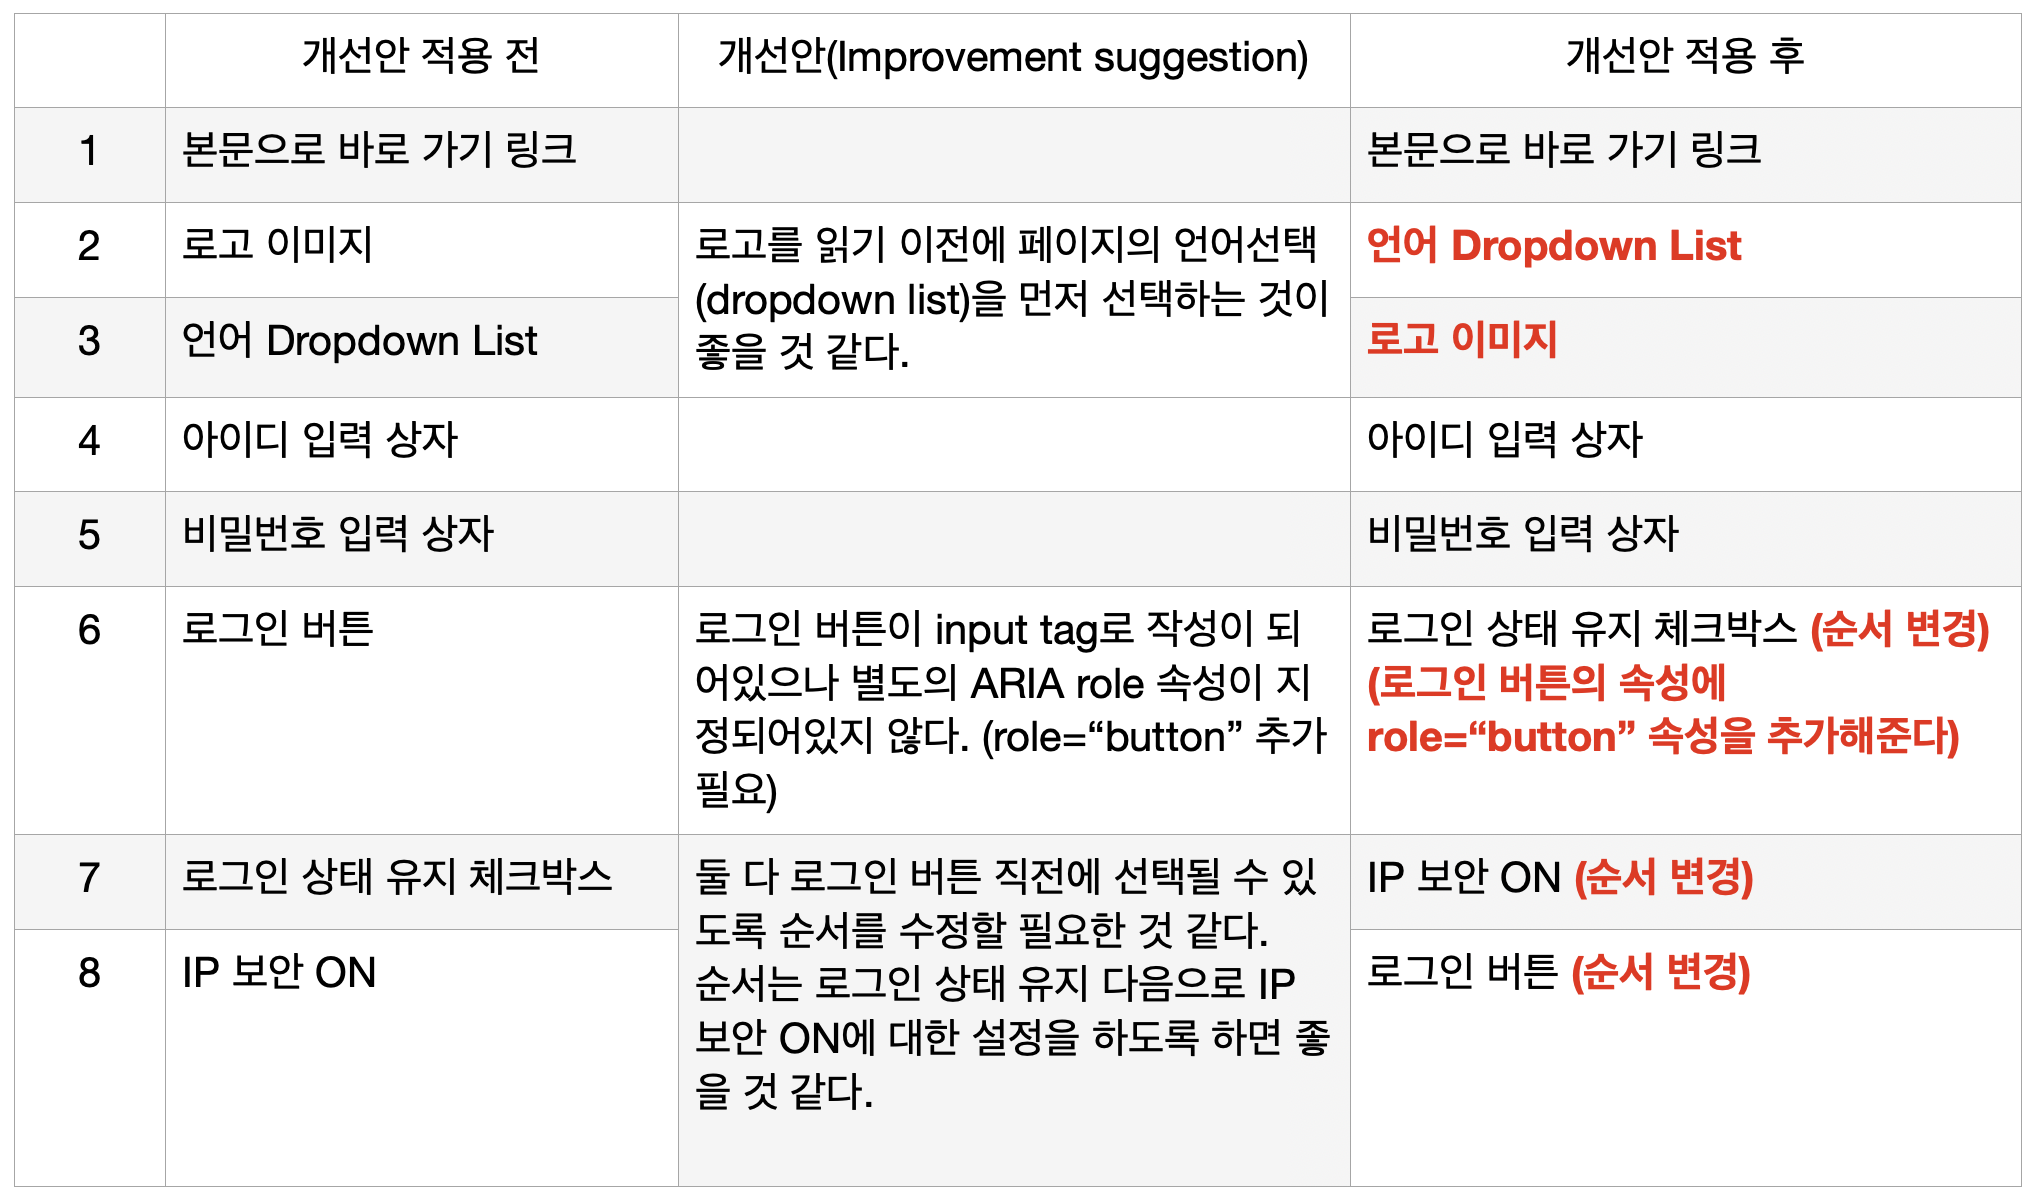 개선안 적용 전
개선안(Improvement suggestion)
개선안 적용 후
1
본문으로 바로 가기 링크
본문으로 바로 가기 링크
2
로고 이미지
로고를 읽기 이전에 페이지의 언어선택
(dropdown list)을 먼저 선택하는 것이
좋을 것 같다.
언어 Dropdown List
3
언어 Dropdown List
로고 이미지
4
아이디 입력 상자
아이디 입력 상자
5
비밀번호 입력 상자
비밀번호 입력 상자
6
로그인 버튼
로그인 버튼이 input tag로 작성이 되
어있으나 별도의 ARIA role 속성이 지
정되어있지 않다. (role=“button” 추가
필요)
로그인 상태 유지 체크박스 (순서 변경)
(로그인 버튼의 속성에
role=“button” 속성을 추가해준다)
7
로그인 상태 유지 체크박스
둘 다 로그인 버튼 직전에 선택될 수 있
도록 순서를 수정할 필요한 것 같다.
순서는 로그인 상태 유지 다음으로 IP
보안 ON에 대한 설정을 하도록 하면 좋
을 것 같다.
IP 보안 ON (순서 변경)
8
IP 보안 ON
로그인 버튼 (순서 변경)